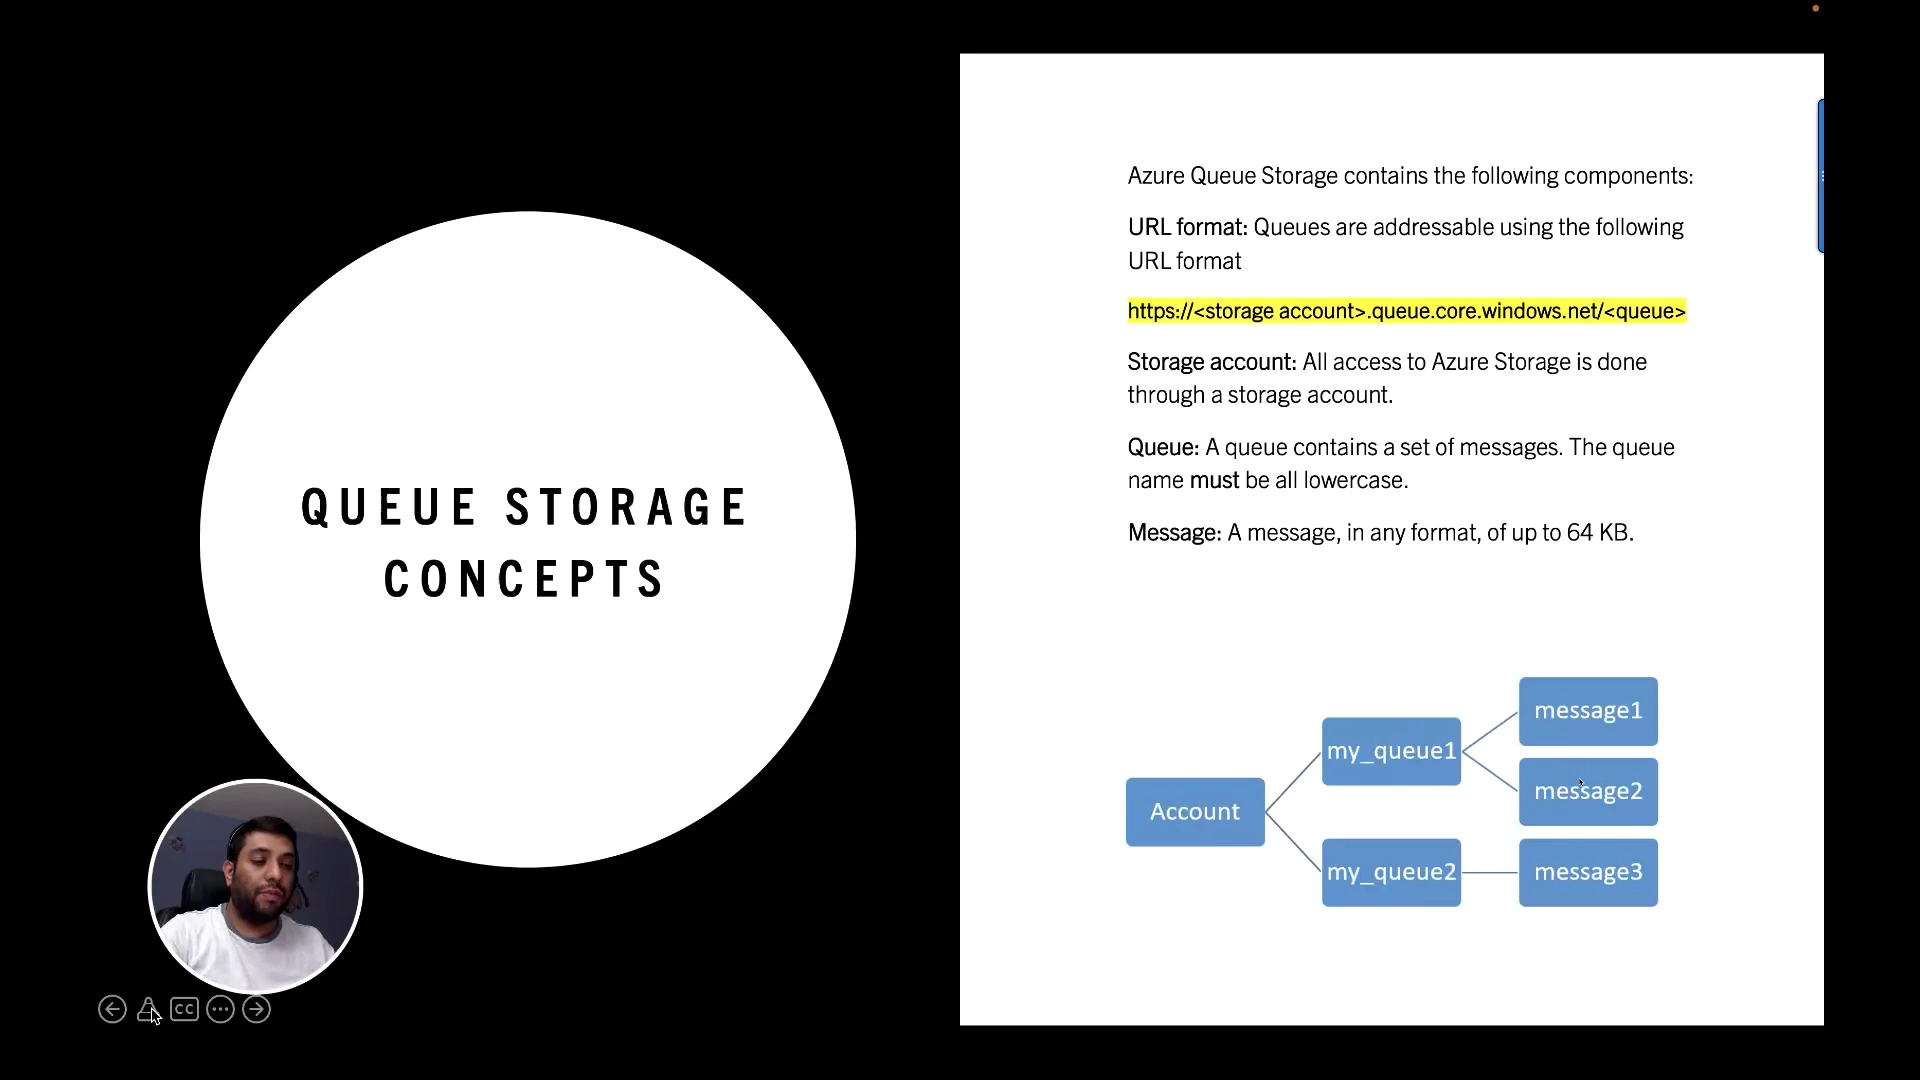 QUEUE STORAGE
CONCEPTS
Azure Queue Storage contains the following components:
URL format: Queues are addressable using the following
URL format
https://<storage account>.queue.core.windows.net/<queue>
Storage account: All access to Azure Storage is done
through a storage account.
Queue: A queue contains a set of messages. The queue
name must be all lowercase.
Message: A message, in any format, of up to 64 KB.
Account
my_queue1
my_queue2
message1
message2
message3
CC